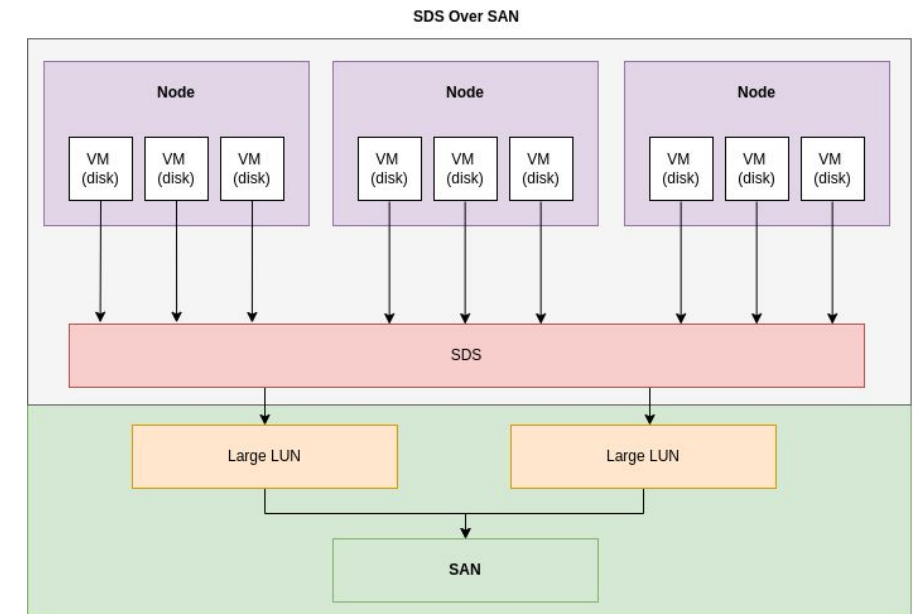 SDS Over SAN
Node
Node
Node
VM
(disk)
VM
(disk)
VM
(disk)
VM
(disk)
VM
(disk)
VM
(disk)
VM
(disk)
VM
(disk)
VM
(disk)
SDS
Large LUN
Large LUN
SAN